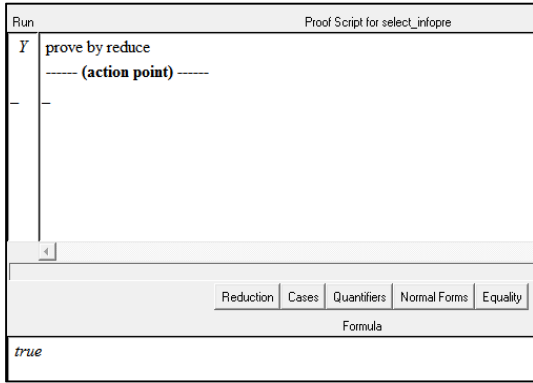 Run Proof Script for select_infopre
Y prove by reduce
------ (action point) ------
Reduction Cases Quantifiers Normal Forms Equality
Formula
true